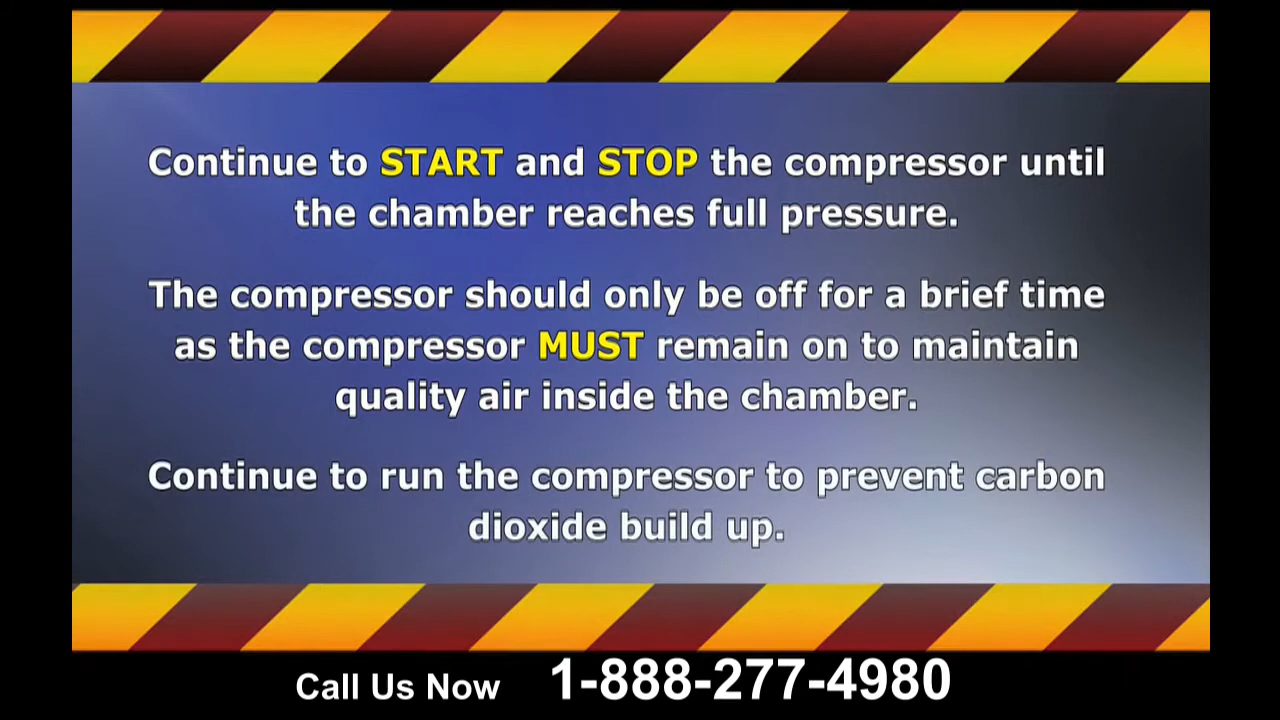 Continue to START and STOP the compressor until
the chamber reaches full pressure.
The compressor should only be off for a brief time
as the compressor MUST remain on to maintain
quality air inside the chamber.
Continue to run the compressor to prevent carbon
dioxide build up.
Call Us Now 1-888-277-4980